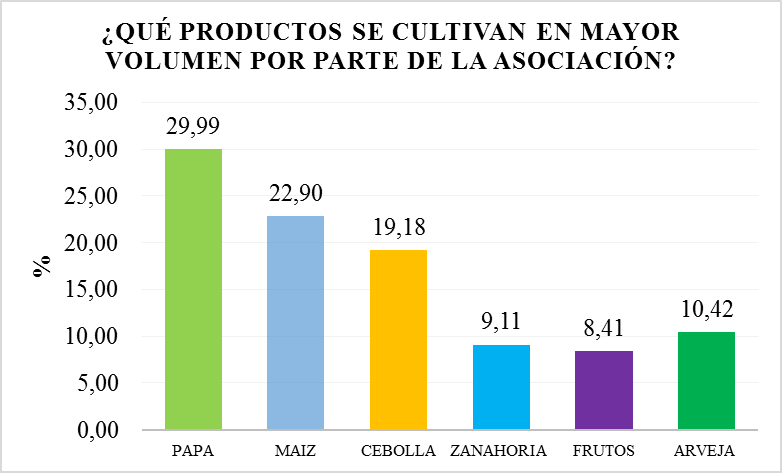 ¿QUÉ PRODUCTOS SE CULTIVAN EN MAYOR
VOLUMEN POR PARTE DE LA ASOCIACIÓN?
35,00
30,00
25,00
20,00
15,00
10,00
5,00
0,00
%
29,99
22,90
19,18
9,11
8,41
10,42
PAPA
MAIZ
CEBOLLA
ZANAHORIA
FRUTOS
ARVEJA